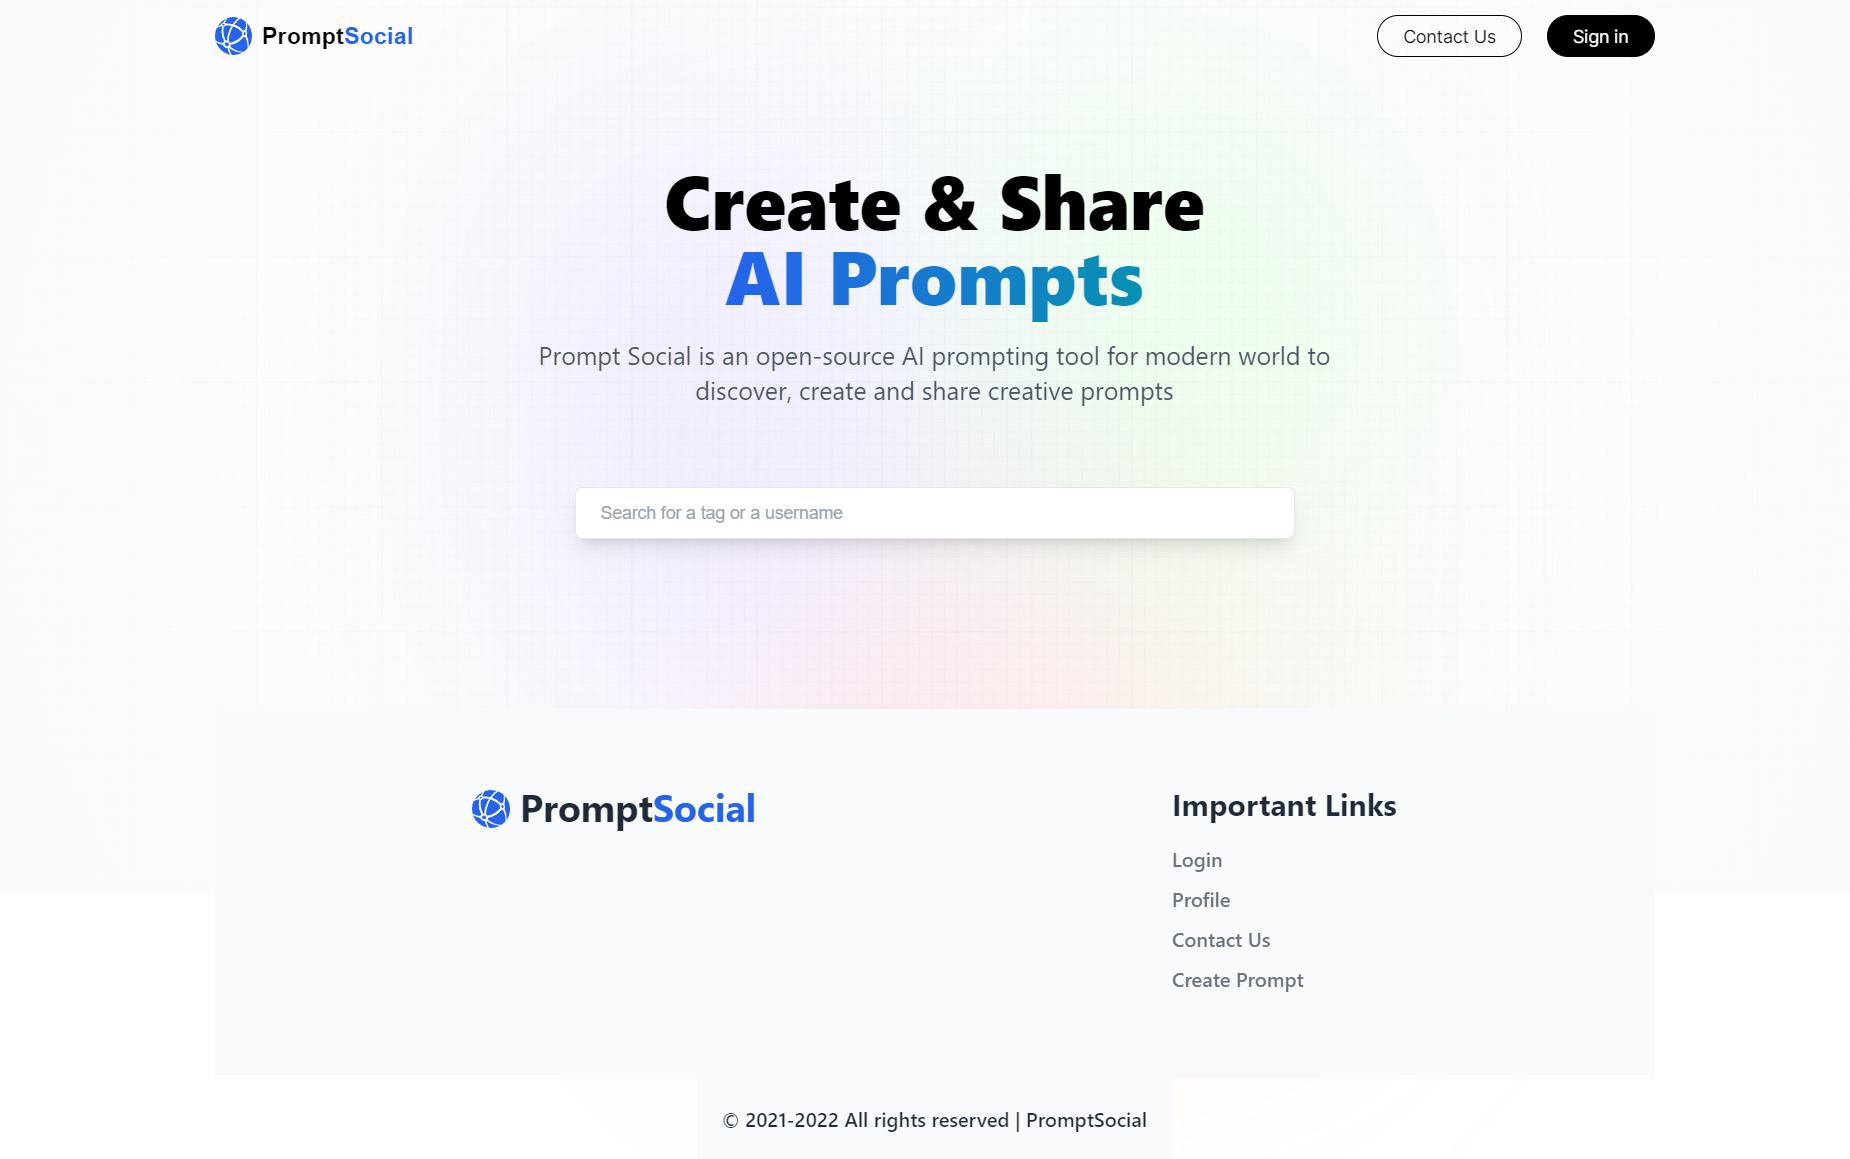 PromptSocial
Contact Us
Sign in
Create & Share
AI Prompts
Prompt Social is an open-source AI prompting tool for modern world to
discover, create and share creative prompts
Search for a tag or a username
PromptSocial
Important Links
Login
Profile
Contact Us
Create Prompt
© 2021-2022 All rights reserved | PromptSocial